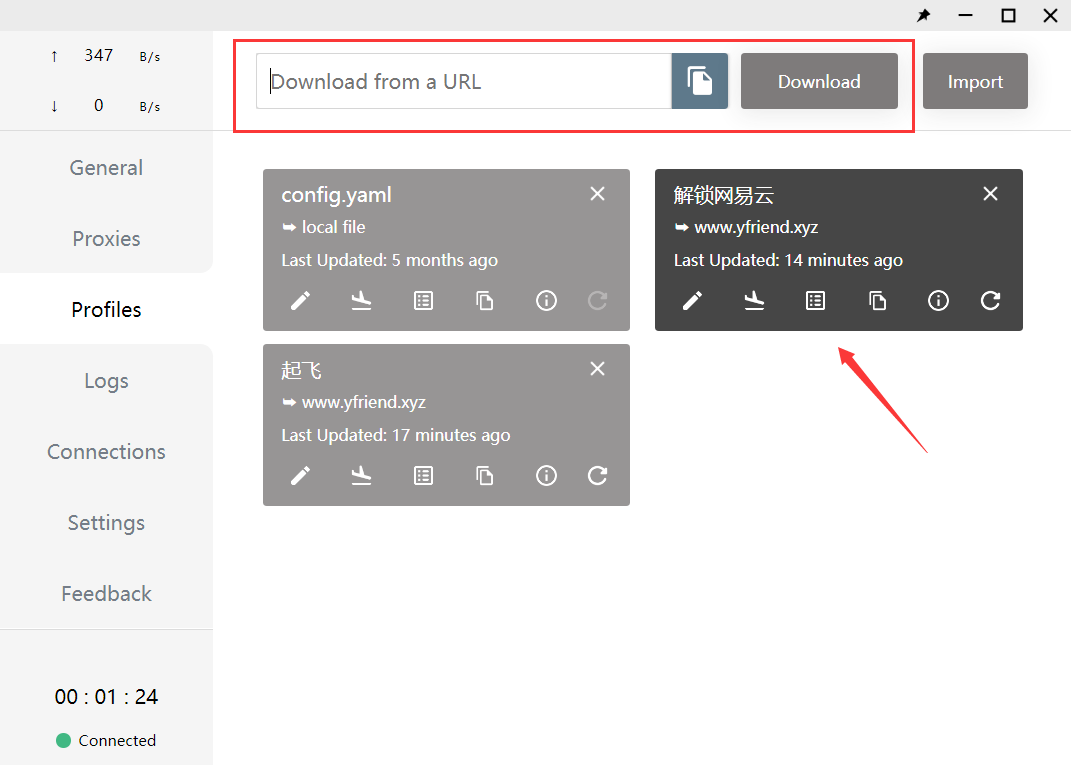 ↑ 347 B/s
↓ 0 B/s
General
Proxies
Profiles
Logs
Connections
Settings
Feedback
00 : 01 : 24
Connected
Download from a URL
Download
Import
config.yaml
local file
Last Updated: 5 months ago
解锁网易云
www.yfriend.xyz
Last Updated: 14 minutes ago
起飞
www.yfriend.xyz
Last Updated: 17 minutes ago